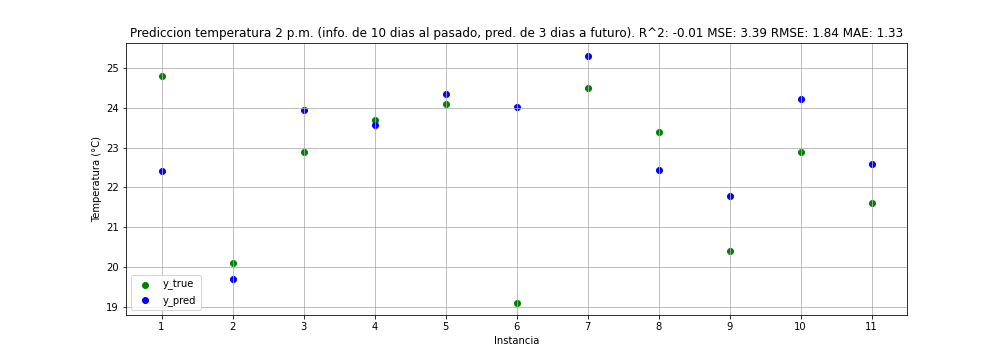 Prediccion temperatura 2 p.m. (info. de 10 dias al pasado, pred. de 3 dias a futuro). R^2: -0.01 MSE: 3.39 RMSE: 1.84 MAE: 1.33
Temperatura (°C)
25
24
23
22
21
20
19
y_true
y_pred
1 2 3 4 5 6 7 8 9 10 11
Instancia